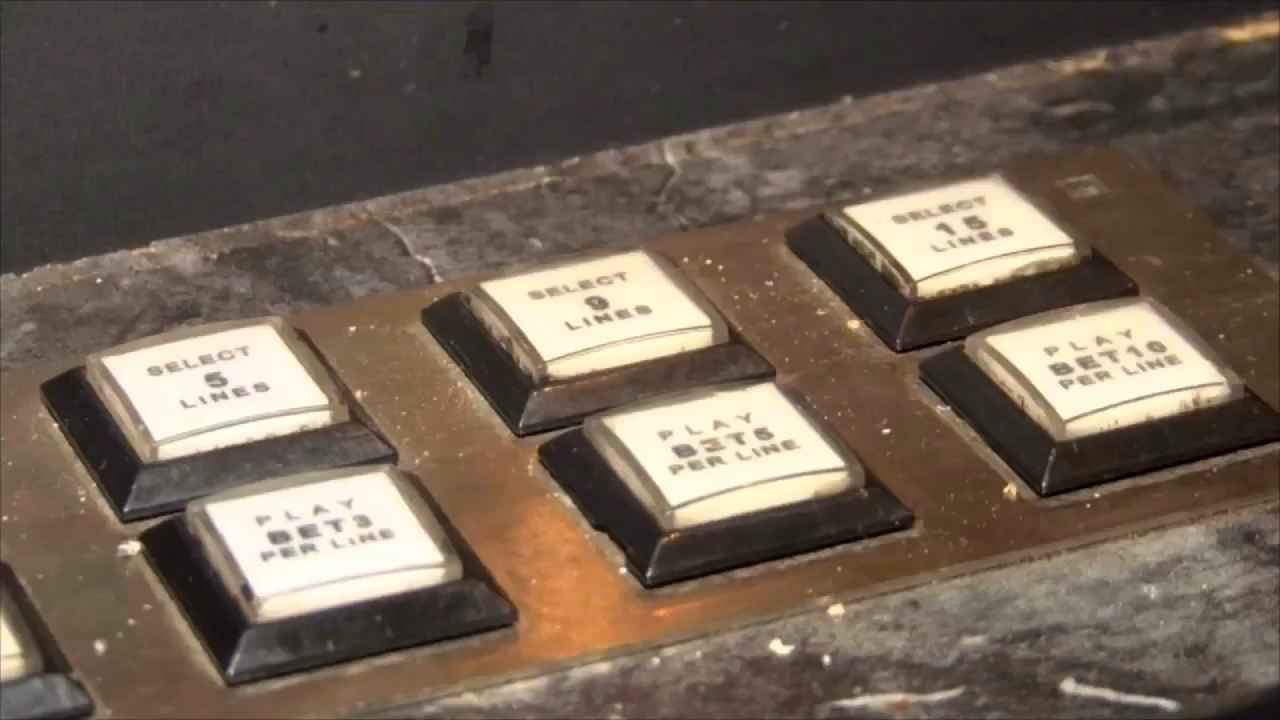 SELECT
5
LINES
SELECT
9
LINES
SELECT
15
LINES
PLAY
BET3
PER LINE
PLAY
BET5
PER LINE
PLAY
BET10
PER LINE